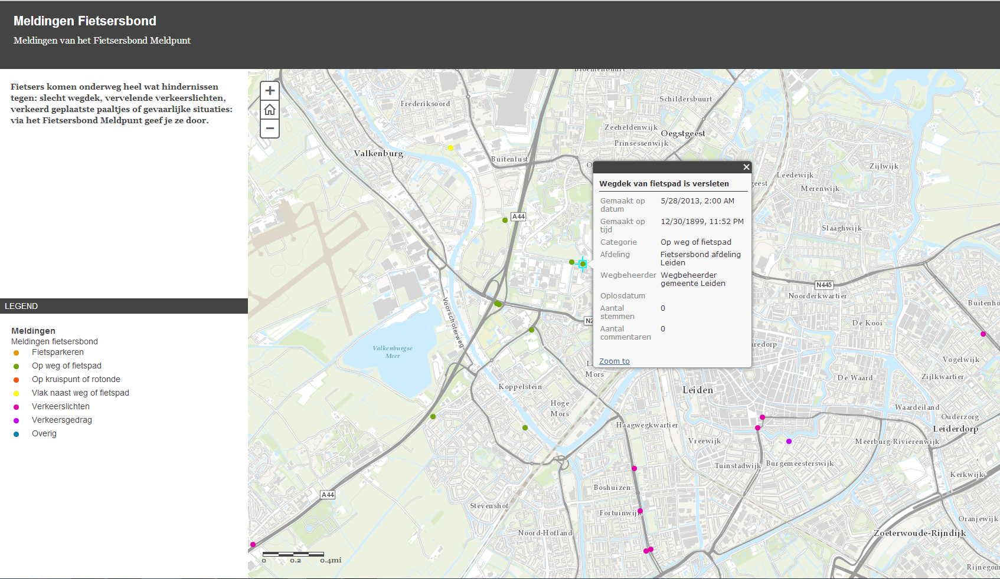 Meldingen Fietsersbond
Meldingen van het Fietsersbond Meldpunt
Fietsers komen onderweg heel wat hindernissen
tegen: slecht wegdek, vervelende verkeerslichten,
verkeerd geplaatste paaltjes of gevaarlijke situaties:
via het Fietsersbond Meldpunt geef je ze door.
LEGEND
Meldingen
Meldingen fietsersbond
Fietsparkeren
Op weg of fietspad
Op kruispunt of rotonde
Vlak naast weg of fietspad
Verkeerslichten
Verkeersgedrag
Overig
+
−
Schildersbuurt
Frederiksoord
Zeeheldenwijk
Oegstgeest
Prinsessenwijk
Valkenburg
Buitenlust
Zijlwijk
Leedewijk
Merenwijk
geest
Wegdek van fietspad is versleten
Gemaakt op datum 5/28/2013, 2:00 AM
Gemaakt op tijd 12/30/1899, 11:52 PM
Categorie Op weg of fietspad
Afdeling Fietsersbond afdeling
Leiden
Wegbeheerder Wegbeheerder
gemeente Leiden
Oplosdatum
Aantal stemmen 0
Aantal commentaren 0
Zoom to
A44
Slaaghwijk
N445
Noorderkwartier
Buitenho
Voorschoterweg
N2
De Kooi
redorp
Valkenburgse
Meer
Vogelwijk
Mors
De Waard
Zijlkwartier
Koppelstein
Leiden
Hoge
Mors
Waardeiland
Ouderzorg
Haagwegkwartier
Leiderdorp
Vreewijk
Meerburg-Rivierenwijk
Tuinstadwijk
Burgemeesterswijk
Kerkwijk
Boshuizen
A44
Stevenshof
Fortuinwijk
Oranjewijk
Noord-Hofland
Zoeterwoude-Rijndijk
0 0.2 0.4mi
Rijnegom